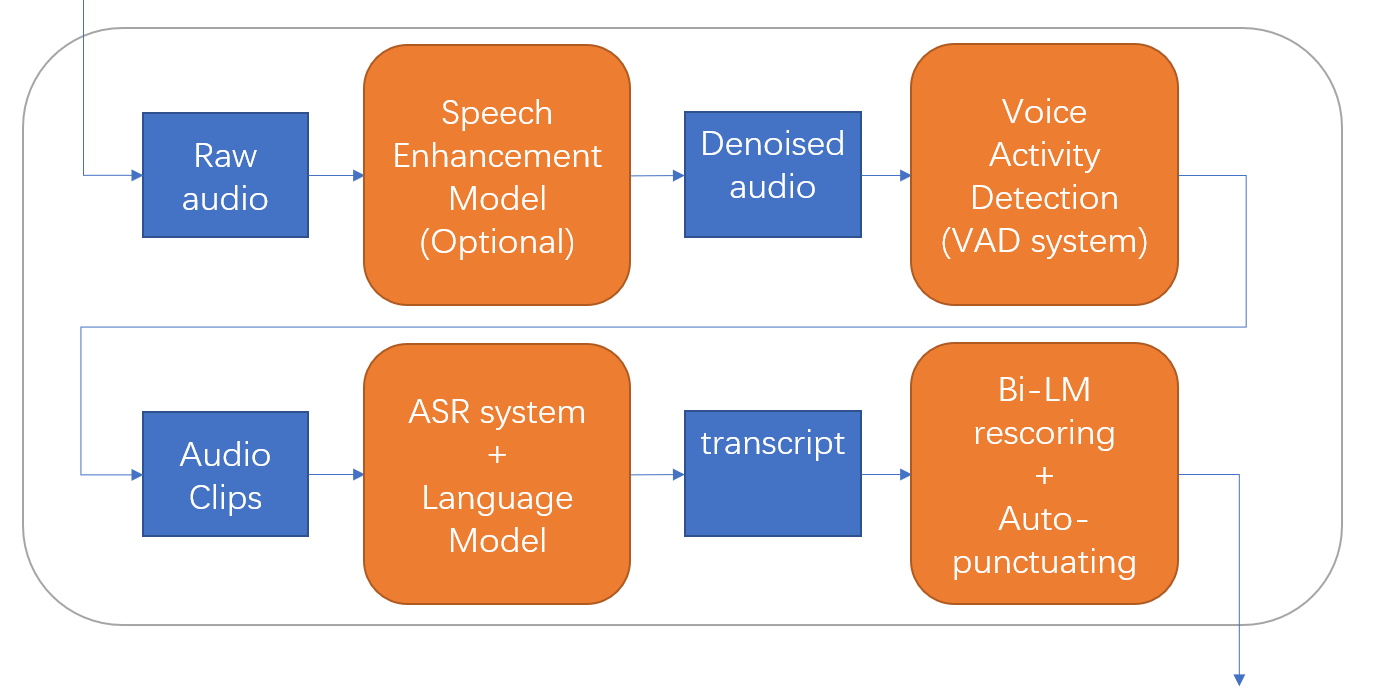 Raw
audio
Speech
Enhancement
Model
(Optional)
Denoised
audio
Voice
Activity
Detection
(VAD system)
Audio
Clips
ASR system
+
Language
Model
transcript
Bi-LM
rescoring
+
Auto-
punctuating